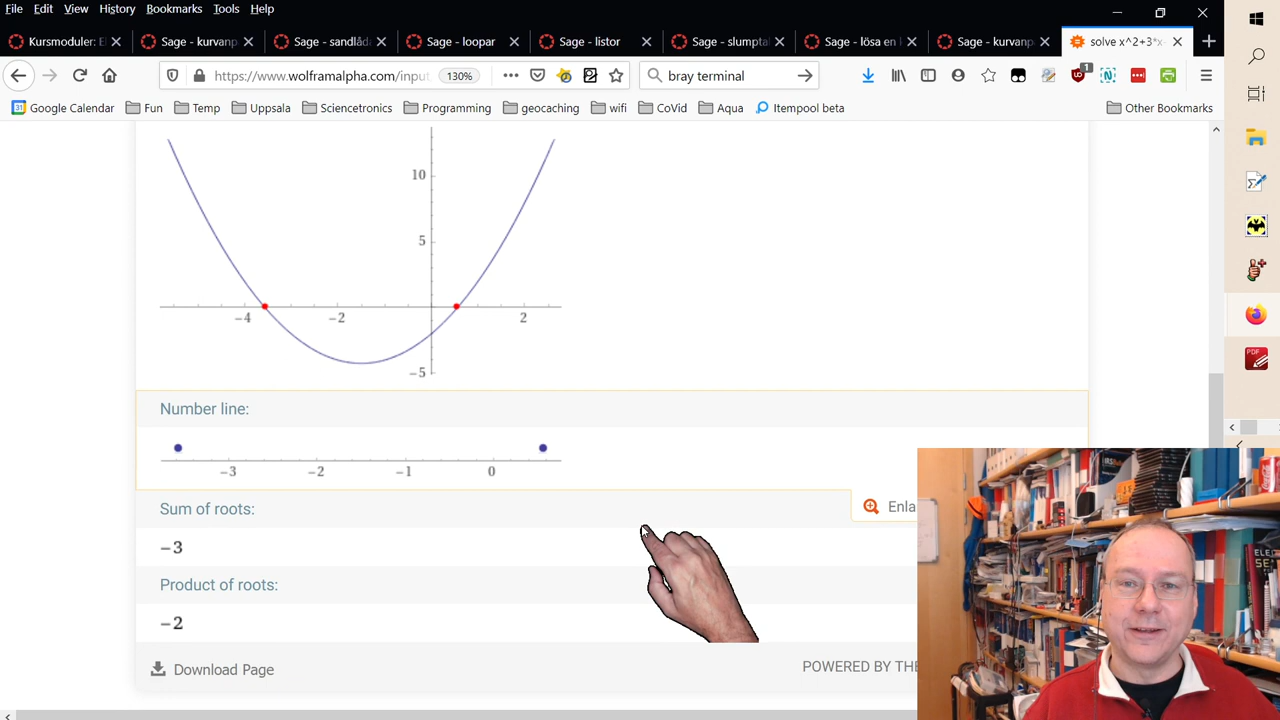 File Edit View History Bookmarks Tools Help
Kursmoduler: El Sage - kurvanp Sage - sandlåd Sage - loopar Sage - listor Sage - slumptal Sage - lösa en l Sage - kurvanp solve x^2+3*x-
https://www.wolframalpha.com/input 130% bray terminal
Google Calendar Fun Temp Uppsala Sciencetronics Programming geocaching wifi CoVid Aqua Itempool beta Other Bookmarks
10
5
−4 −2 2
−5
Number line:
−3 −2 −1 0
Sum of roots:
Enla
−3
Product of roots:
−2
Download Page POWERED BY THE
PDF